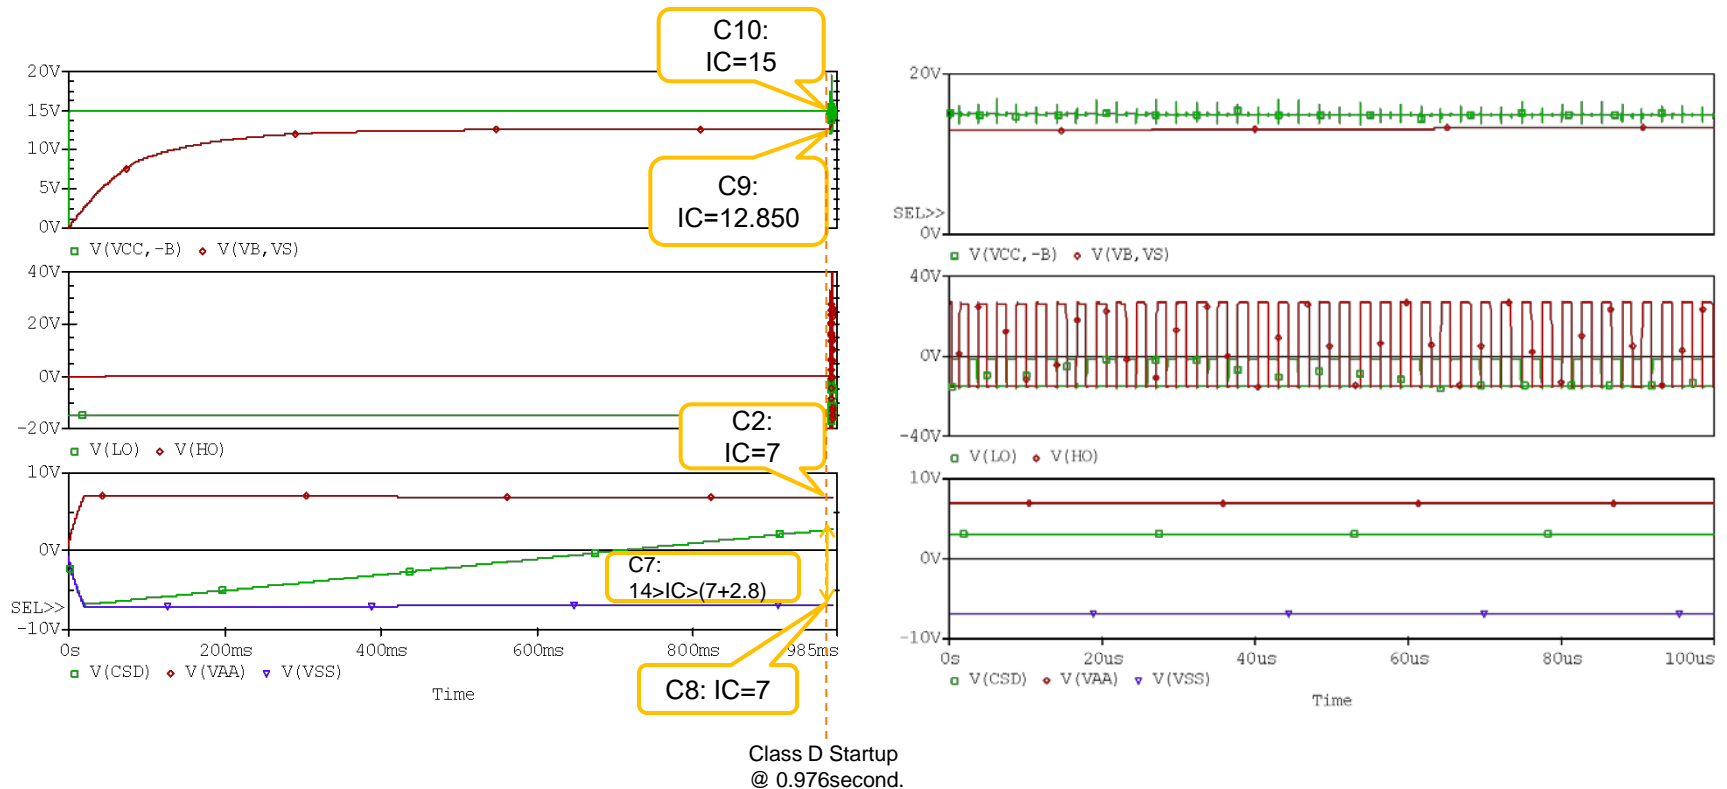 C10:
IC=15
20V
15V
10V
5V
0V
C9:
IC=12.850
V(VCC,-B) V(VB,VS)
40V
20V
0V
-20V
C2:
IC=7
V(LO) V(HO)
10V
0V
SEL>>
-10V
C7:
14>IC>(7+2.8)
0s 200ms 400ms 600ms 800ms 985ms
V(CSD) V(VAA) V(VSS)
Time
C8: IC=7
Class D Startup
@ 0.976second.
20V
SEL>>
0V
V(VCC,-B) V(VB,VS)
40V
0V
-40V
V(LO) V(HO)
10V
0V
-10V
0s 20us 40us 60us 80us 100us
V(CSD) V(VAA) V(VSS)
Time